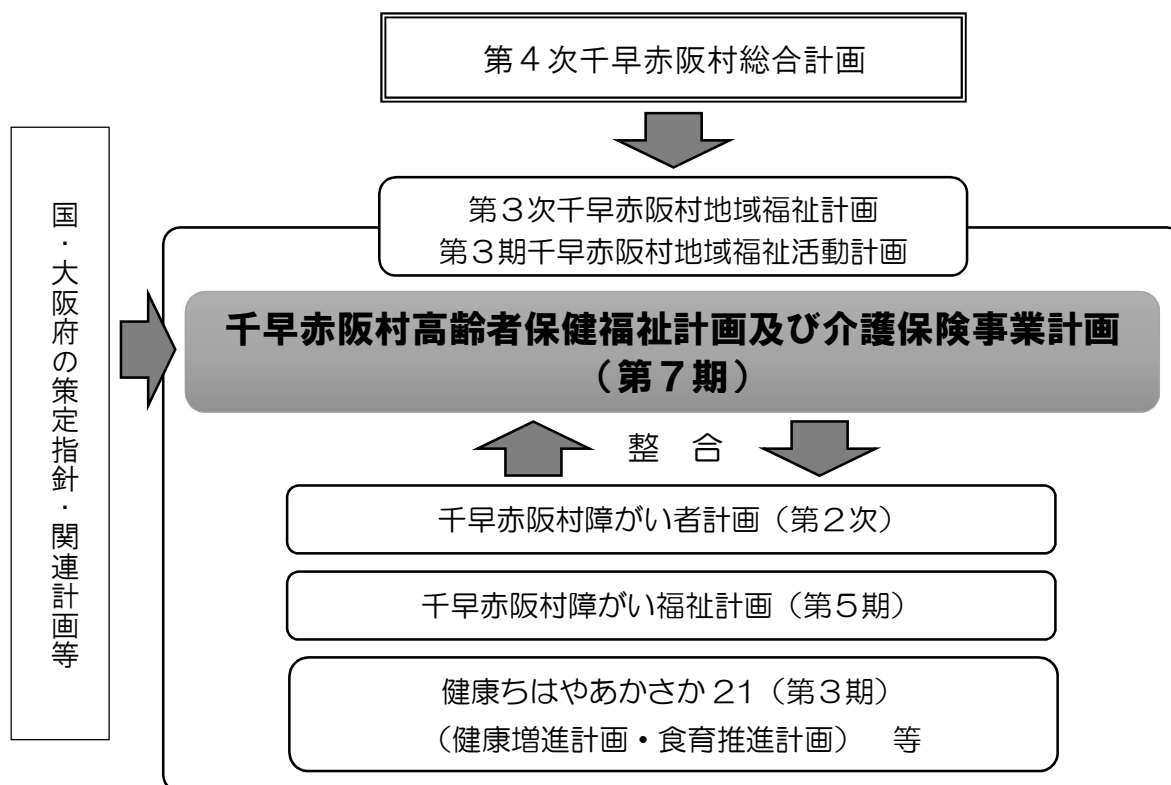 第４次千早赤阪村総合計画
国・大阪府の策定指針・関連計画等
第３次千早赤阪村地域福祉計画
第３期千早赤阪村地域福祉活動計画
千早赤阪村高齢者保健福祉計画及び介護保険事業計画
（第７期）
整　合
千早赤阪村障がい者計画（第２次）
千早赤阪村障がい福祉計画（第５期）
健康ちはやあかさか 21（第３期）
（健康増進計画・食育推進計画）　等